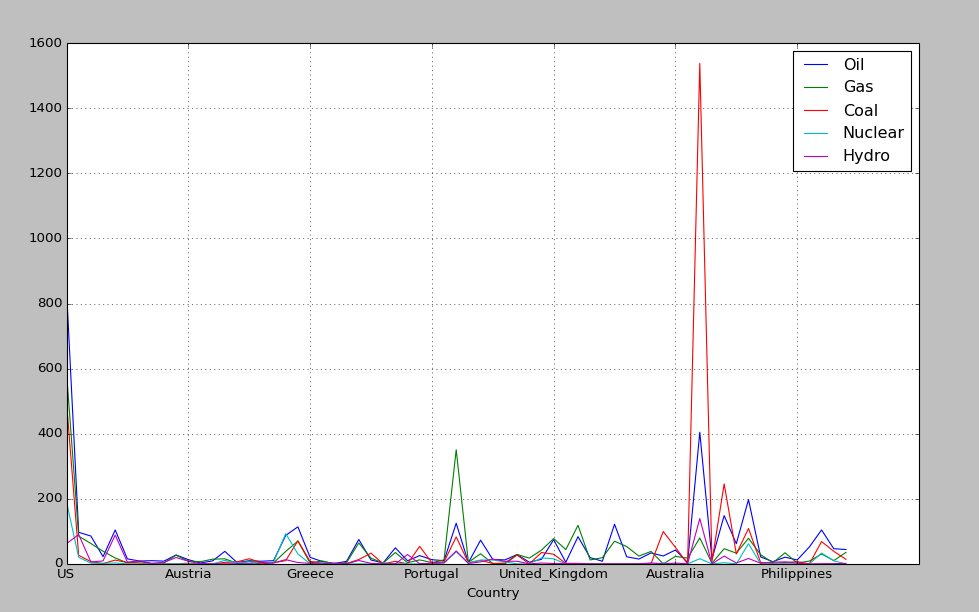 1600
1400
1200
1000
800
600
400
200
0
Oil
Gas
Coal
Nuclear
Hydro
US Austria Greece Portugal United_Kingdom Australia Philippines
Country